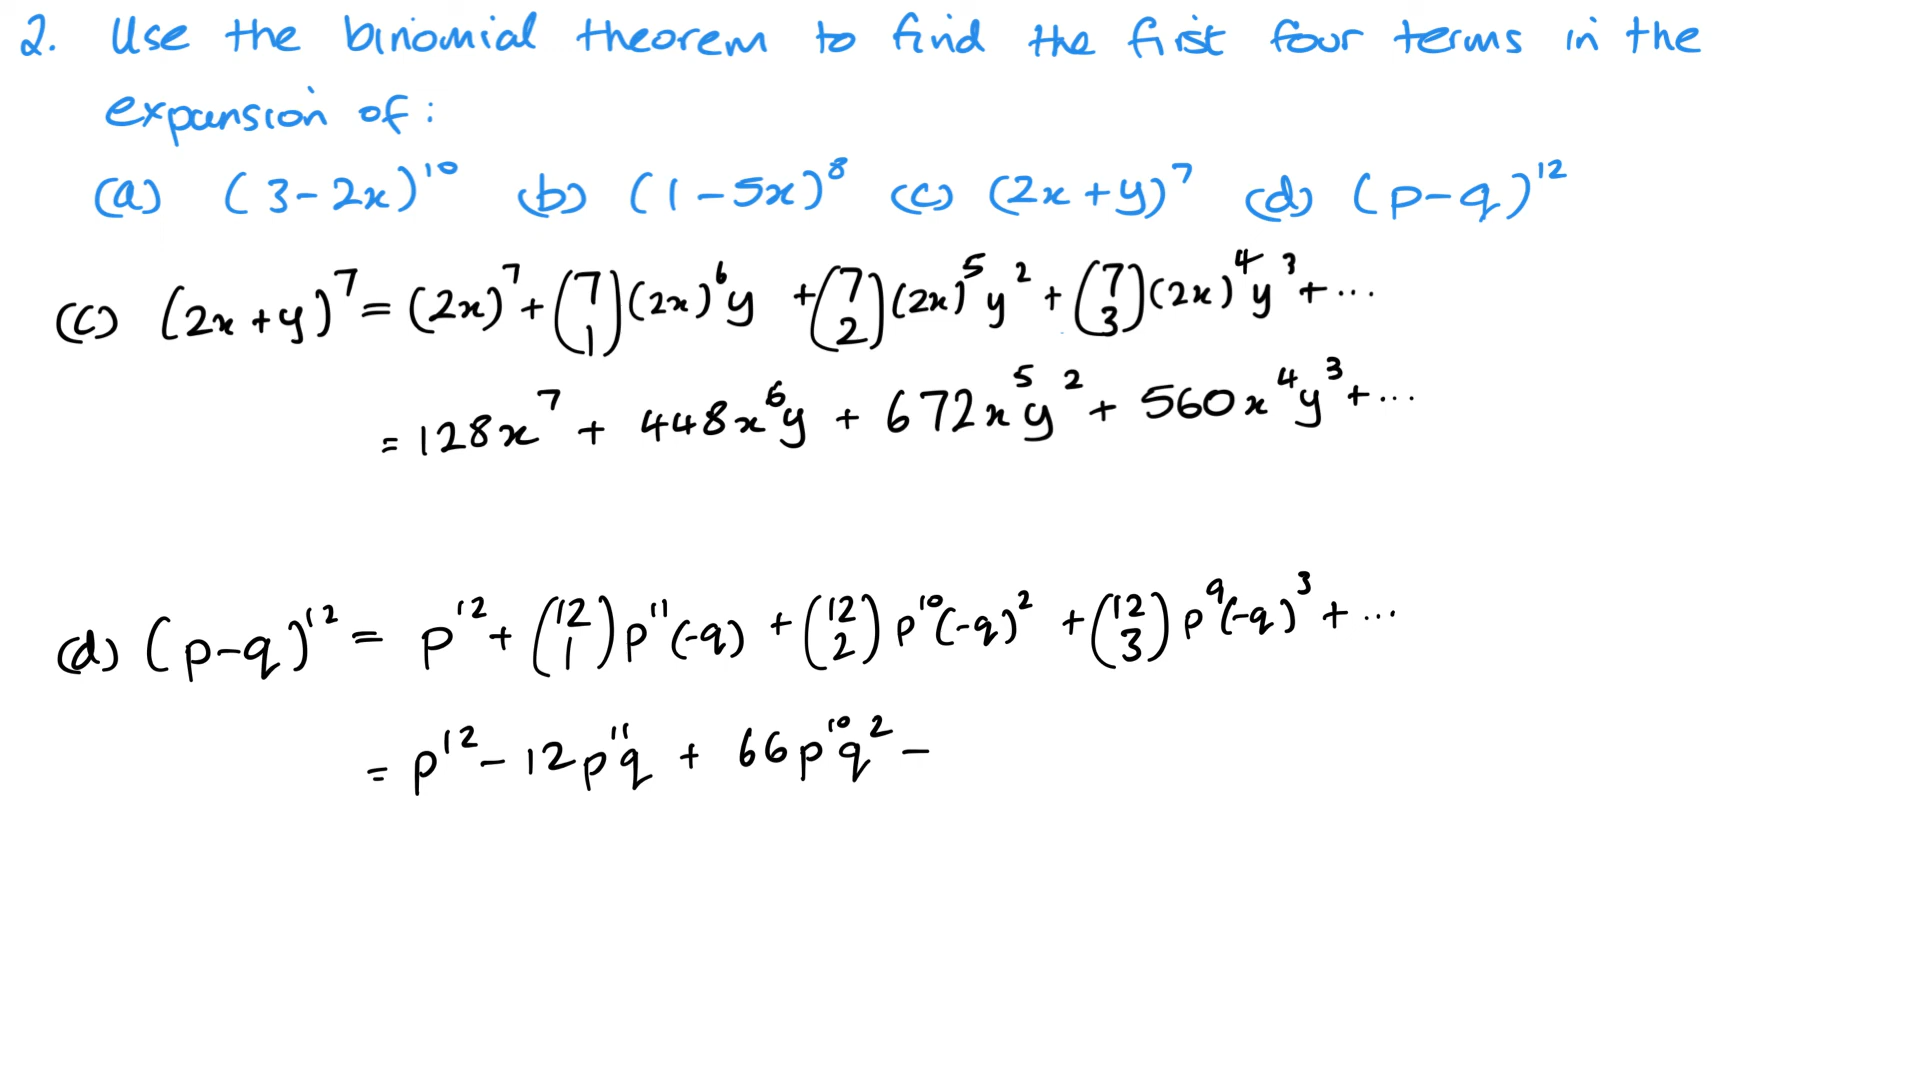 2. Use the binomial theorem to find the first four terms in the
expansion of:
(a) (3-2x)^10 (b) (1-5x)^8 (c) (2x+y)^7 (d) (p-q)^12
(c) (2x+y)^7 = (2x)^7 + (7 1)(2x)^6 y + (7 2)(2x)^5 y^2 + (7 3)(2x)^4 y^3 + ...
= 128x^7 + 448x^6 y + 672x^5 y^2 + 560x^4 y^3 + ...
(d) (p-q)^12 = p^12 + (12 1) p^11 (-q) + (12 2) p^10 (-q)^2 + (12 3) p^9 (-q)^3 + ...
= p^12 - 12p^11 q + 66p^10 q^2 -